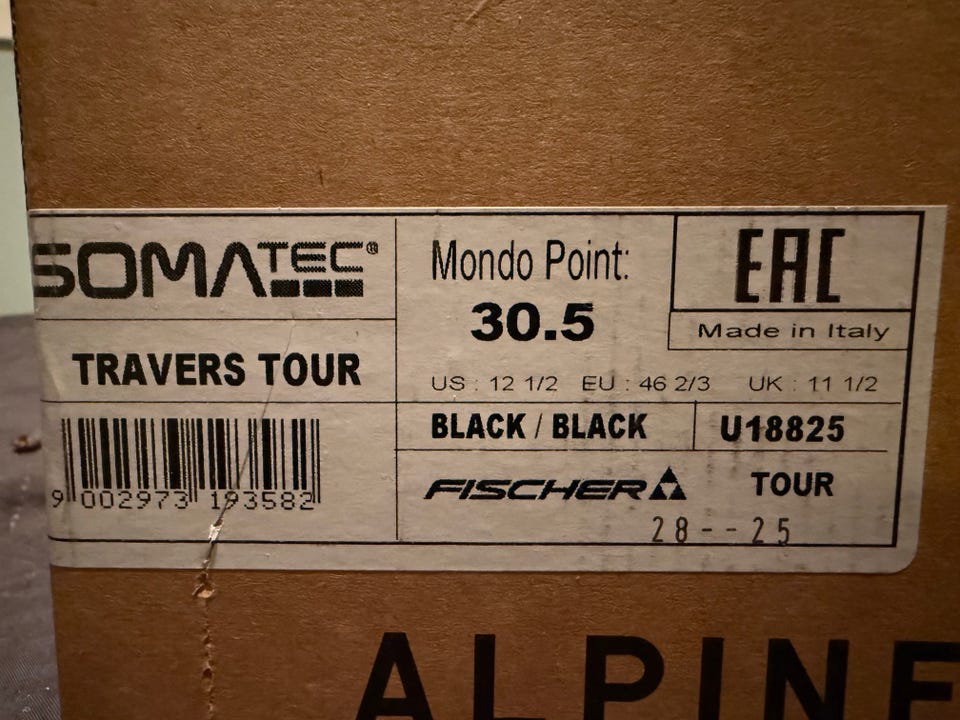 SOMATEC®
TRAVERS TOUR
9 002973 193582
Mondo Point:
30.5
US : 12 1/2 EU : 46 2/3 UK : 11 1/2
EAC
Made in Italy
BLACK / BLACK
U18825
FISCHER TOUR
28--25
ALPINE